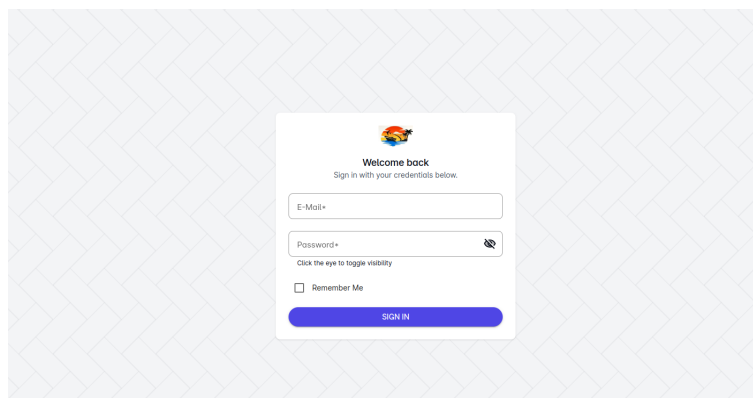 Welcome back
Sign in with your credentials below.
E-Mail*
Password*
Click the eye to toggle visibility
Remember Me
SIGN IN